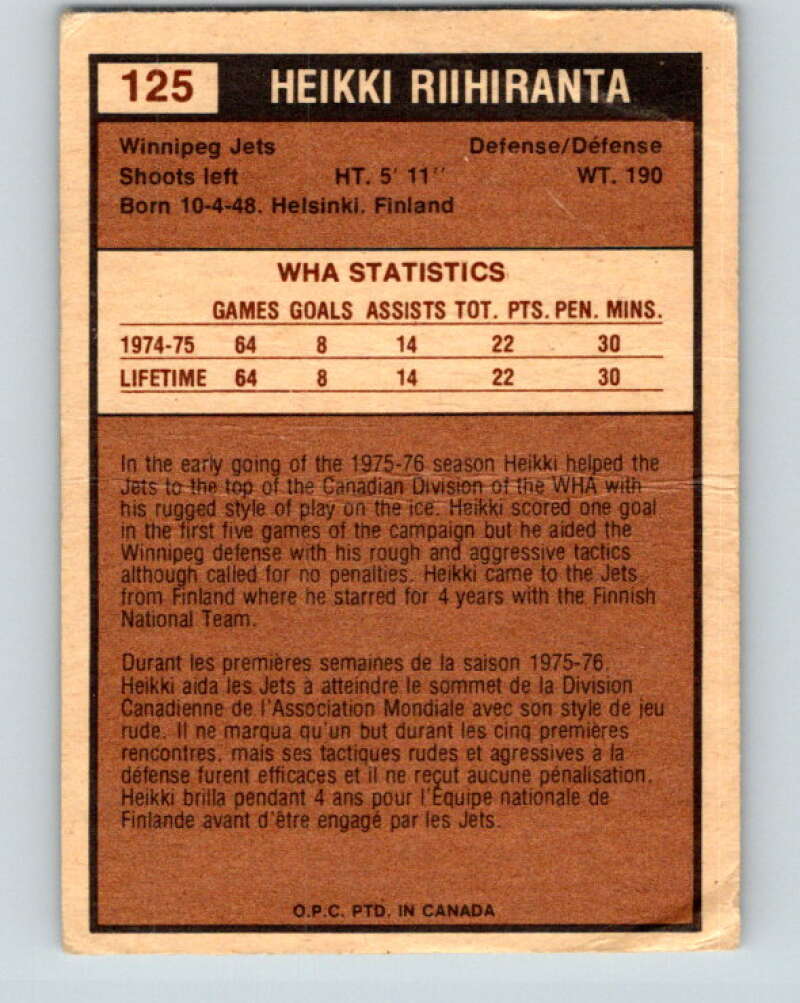 125 HEIKKI RIIHIRANTA
Winnipeg Jets Defense/Défense
Shoots left HT. 5' 11" WT. 190
Born 10-4-48. Helsinki. Finland
WHA STATISTICS
GAMES GOALS ASSISTS TOT. PTS. PEN. MINS.
1974-75 64 8 14 22 30
LIFETIME 64 8 14 22 30
In the early going of the 1975-76 season Heikki helped the
Jets to the top of the Canadian Division of the WHA with
his rugged style of play on the ice. Heikki scored one goal
in the first five games of the campaign but he aided the
Winnipeg defense with his rough and aggressive tactics
although called for no penalties. Heikki came to the Jets
from Finland where he starred for 4 years with the Finnish
National Team.
Durant les premières semaines de la saison 1975-76.
Heikki aida les Jets à atteindre le sommet de la Division
Canadienne de l'Association Mondiale avec son style de jeu
rude. Il ne marqua qu'un but durant les cinq premières
rencontres. mais ses tactiques rudes et agressives a la
défense furent efficaces et il ne reçut aucune pénalisation.
Heikki brilla pendant 4 ans pour l'Équipe nationale de
Finlande avant d'être engagé par les Jets.
O.P.C. PTD. IN CANADA